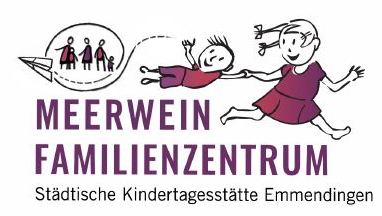 MEERWEIN
FAMILIENZENTRUM
Städtische Kindertagesstätte Emmendingen